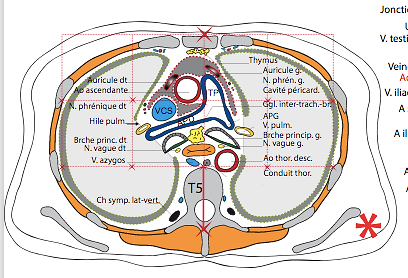 Jonctio
Thymus
Auricule dt
Auricule g.
N. phrén. g.
Ao ascendante
TP
Cavité péricard.
N. phrénique dt
VCS
Ggl. inter-trach.-br.
Hile pulm.
APG
V. pulm.
Brche princ. dt
Brche princip. g.
N. vague dt
N. vague g.
V. azygos
Ao thor. desc.
Conduit thor.
T5
Ch symp. lat-vert.
V. testi
Vein
V. iliac
A
A il